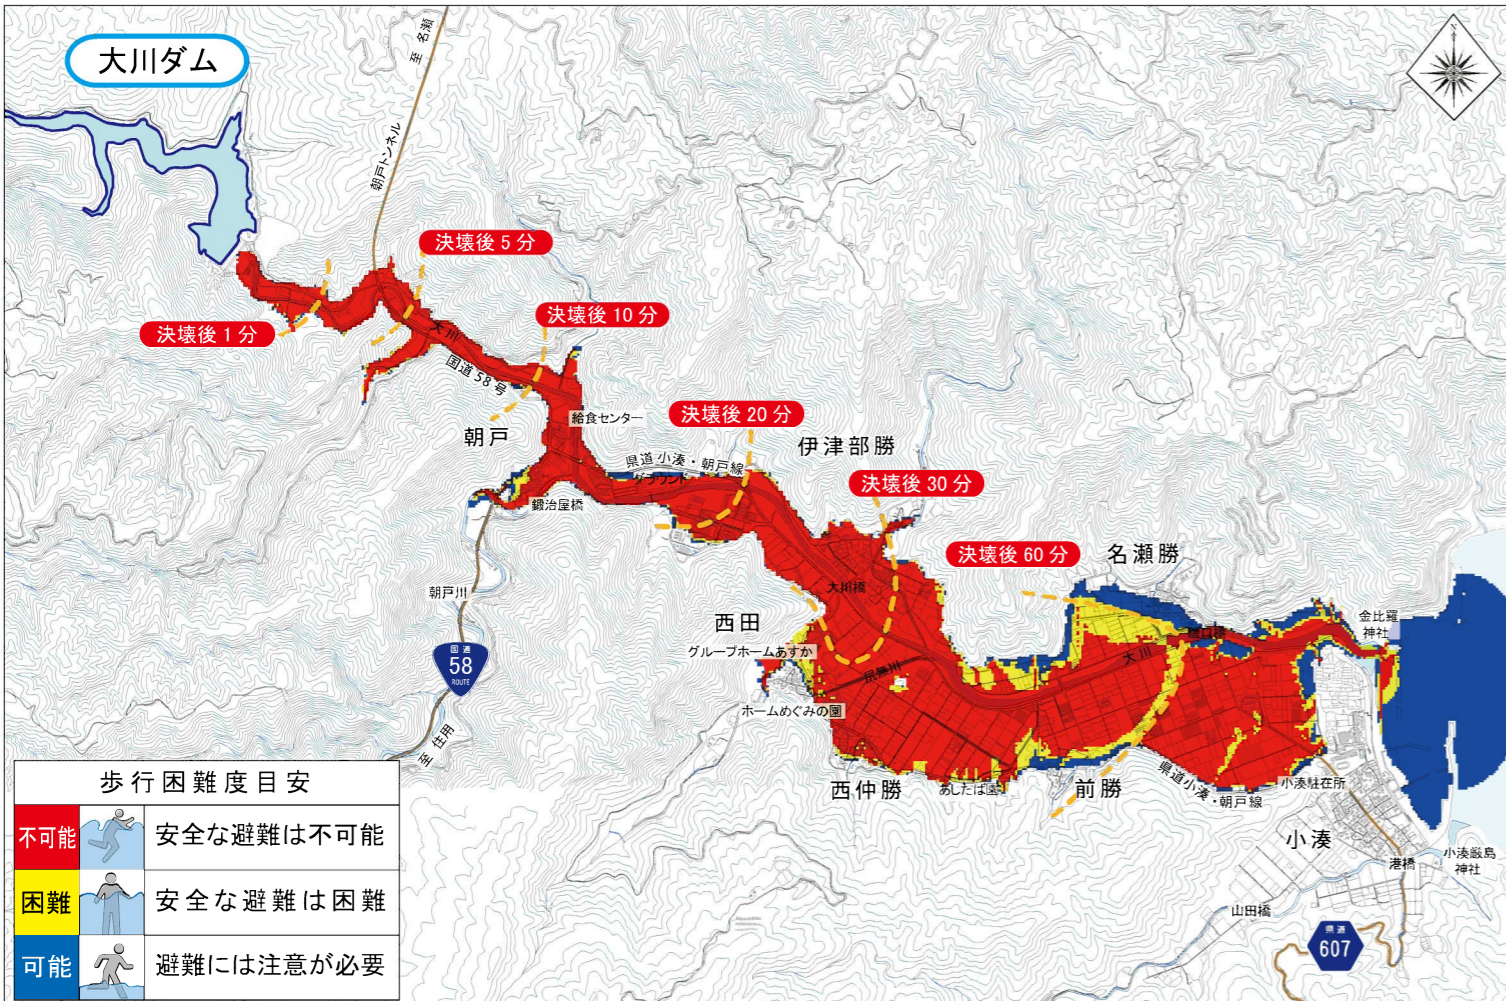 大川ダム
至 名瀬
朝戸トンネル
N
決壊後 5 分
決壊後 1 分
決壊後 10 分
大川
国道 58 号
給食センター
朝戸
決壊後 20 分
伊津部勝
県道 小湊・朝戸線
グラウンド
決壊後 30 分
鍛治屋橋
決壊後 60 分
名瀬勝
大川橋
朝戸川
金比羅
神社
西田
グループホームあすか
国道
58
ROUTE
大川
ホームめぐみの園
至 住用
西仲勝
あしたば園
前勝
県道小湊・朝戸線
小湊駐在所
小湊
港橋
小湊厳島
神社
山田橋
県道
607
歩行困難度目安
不可能
安全な避難は不可能
困難
安全な避難は困難
可能
避難には注意が必要